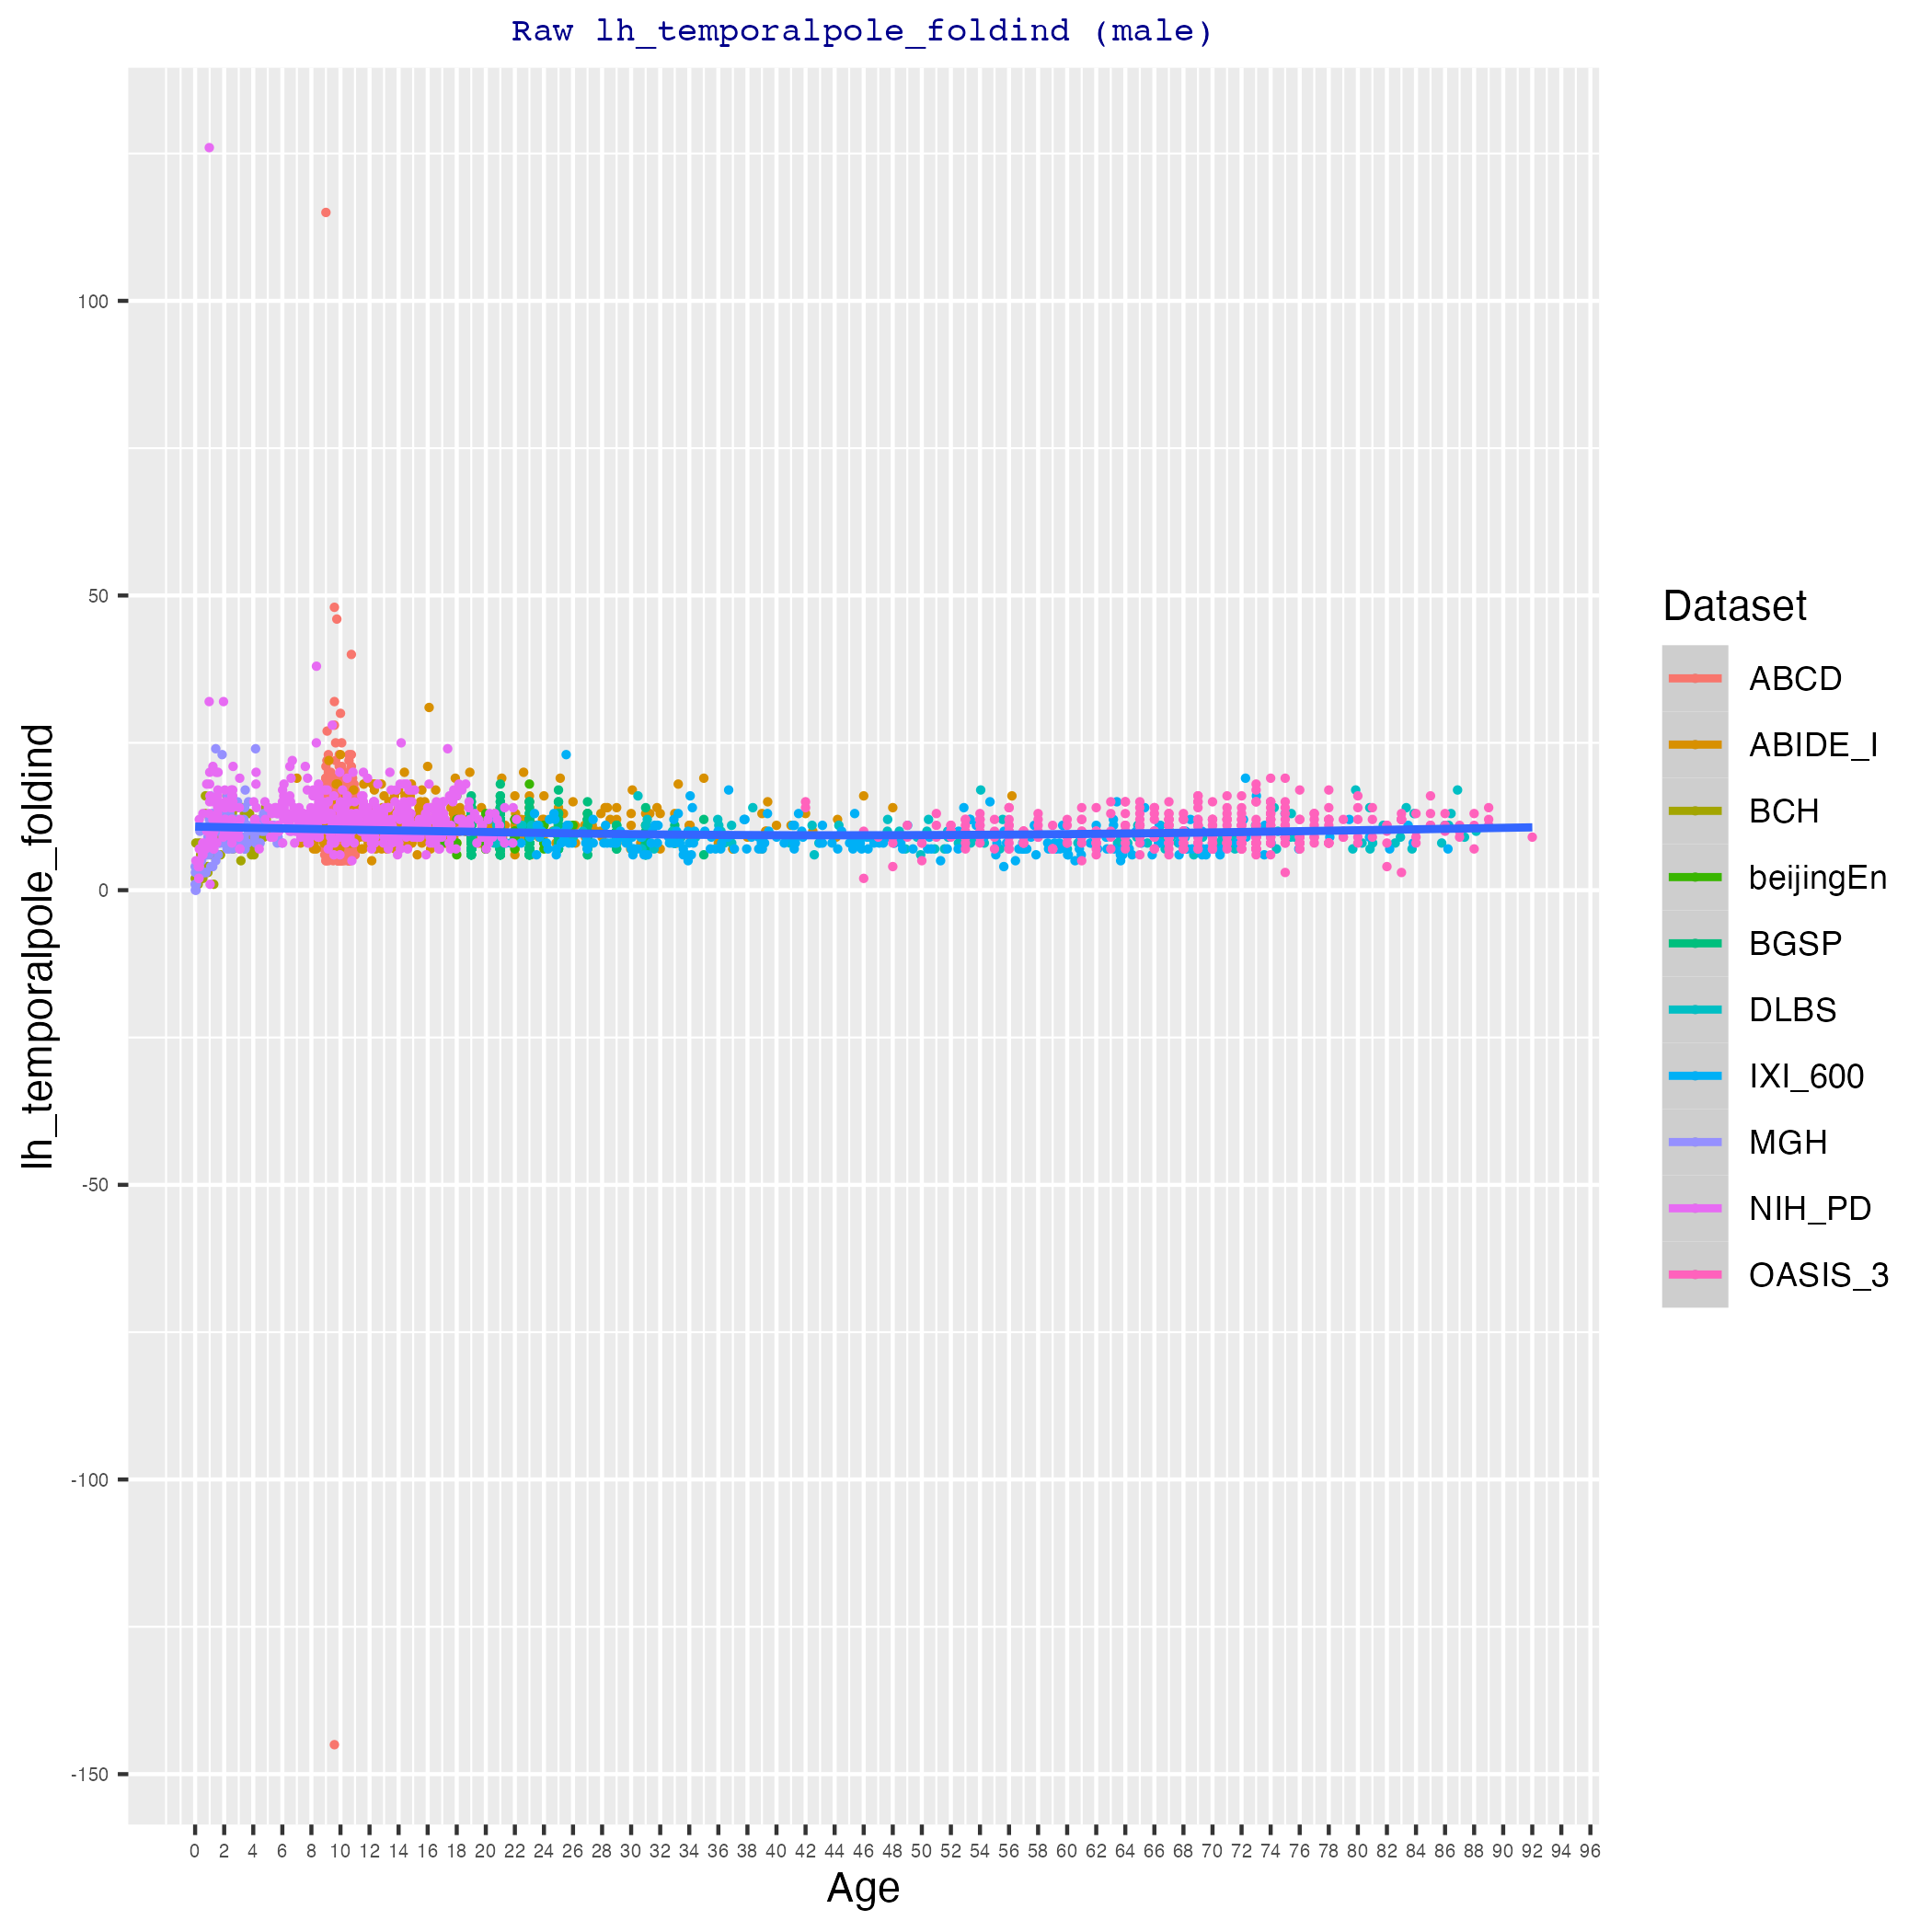 Raw lh_temporalpole_foldind (male)
lh_temporalpole_foldind
100
50
0
-50
-100
-150
0 2 4 6 8 10 12 14 16 18 20 22 24 26 28 30 32 34 36 38 40 42 44 46 48 50 52 54 56 58 60 62 64 66 68 70 72 74 76 78 80 82 84 86 88 90 92 94 96
Age
Dataset
ABCD
ABIDE_I
BCH
beijingEn
BGSP
DLBS
IXI_600
MGH
NIH_PD
OASIS_3